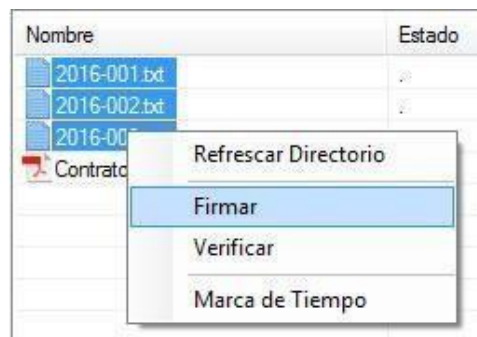 Nombre Estado
2016-001.txt .
2016-002.txt .
2016-00
Contrato
Refrescar Directorio
Firmar
Verificar
Marca de Tiempo